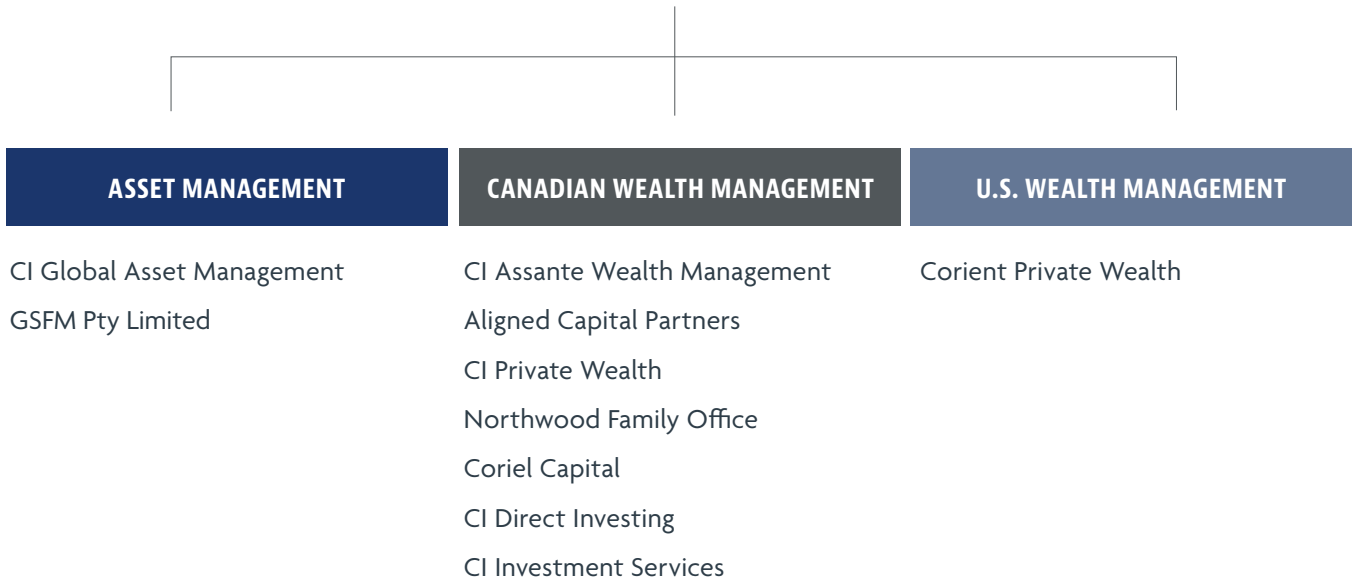 ASSET MANAGEMENT
CI Global Asset Management
GSFM Pty Limited
CANADIAN WEALTH MANAGEMENT
CI Assante Wealth Management
Aligned Capital Partners
CI Private Wealth
Northwood Family Office
Coriel Capital
CI Direct Investing
CI Investment Services
U.S. WEALTH MANAGEMENT
Corient Private Wealth